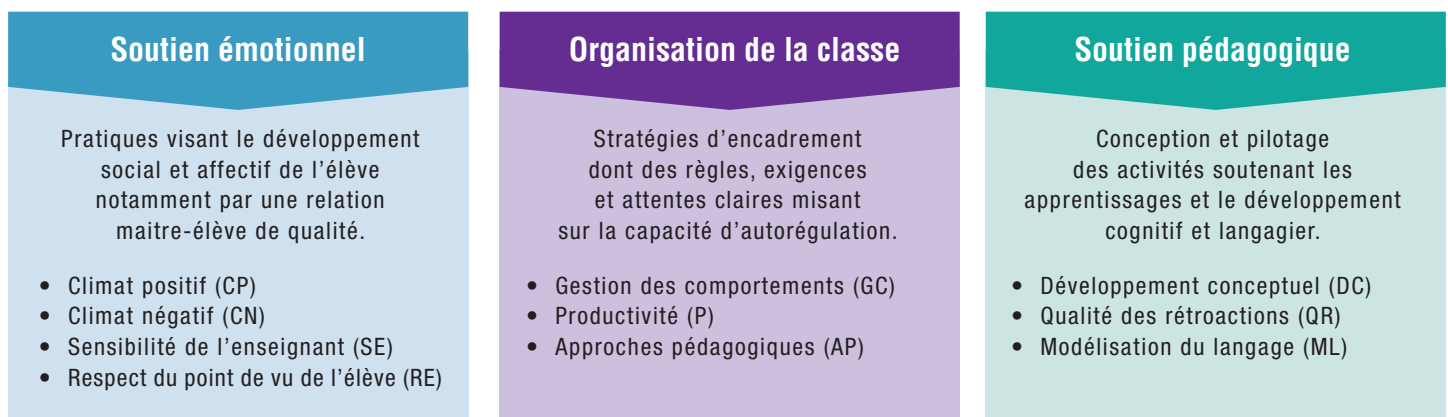 Soutien émotionnel
Pratiques visant le développement
social et affectif de l'élève
notamment par une relation
maitre-élève de qualité.
• Climat positif (CP)
• Climat négatif (CN)
• Sensibilité de l'enseignant (SE)
• Respect du point de vu de l'élève (RE)
Organisation de la classe
Stratégies d'encadrement
dont des règles, exigences
et attentes claires misant
sur la capacité d'autorégulation.
• Gestion des comportements (GC)
• Productivité (P)
• Approches pédagogiques (AP)
Soutien pédagogique
Conception et pilotage
des activités soutenant les
apprentissages et le développement
cognitif et langagier.
• Développement conceptuel (DC)
• Qualité des rétroactions (QR)
• Modélisation du langage (ML)